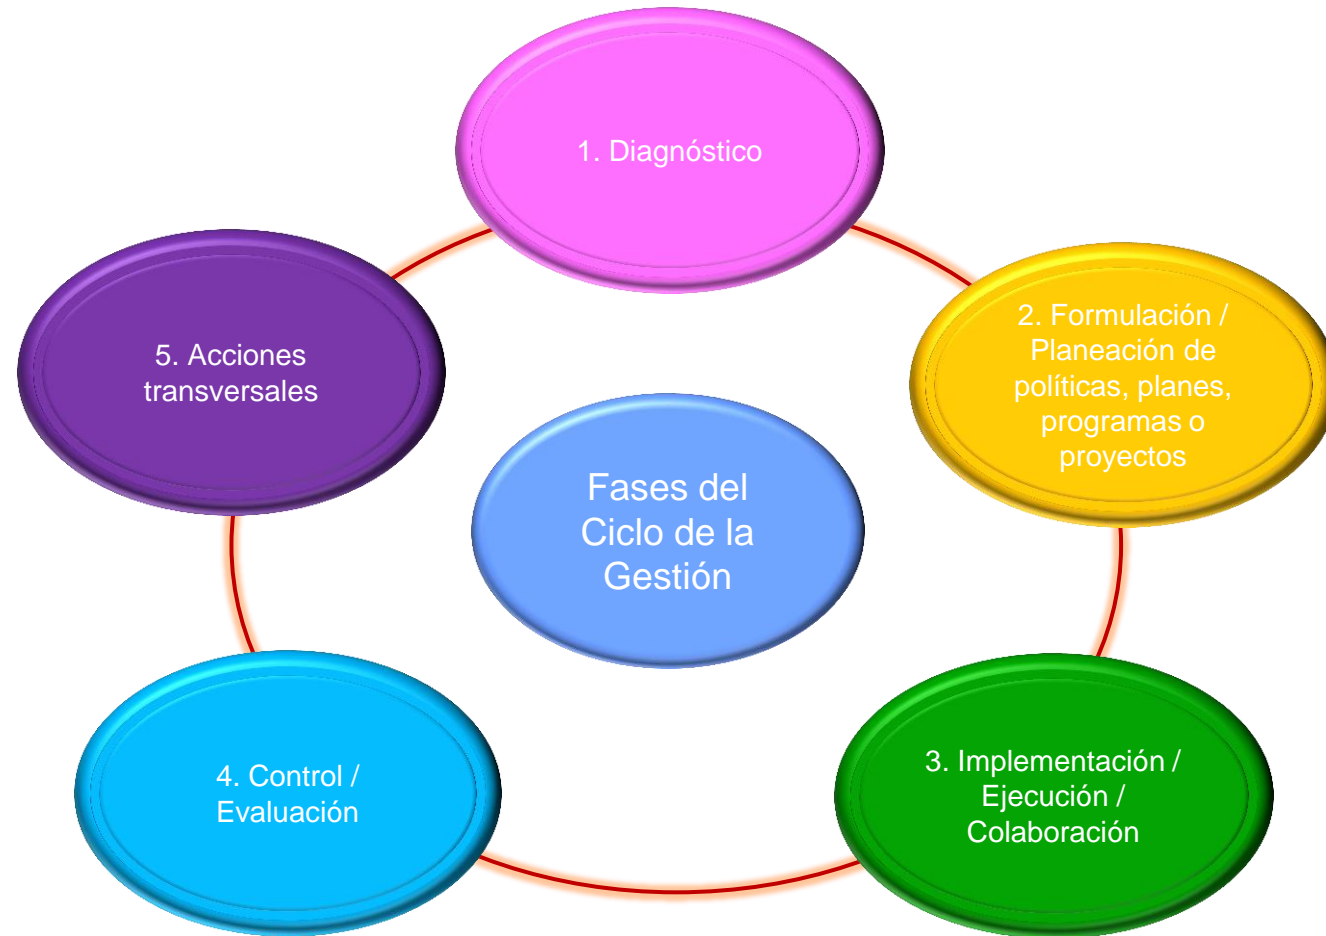 1. Diagnóstico
2. Formulación /
Planeación de
políticas, planes,
programas o
proyectos
5. Acciones
transversales
Fases del
Ciclo de la
Gestión
3. Implementación /
Ejecución /
Colaboración
4. Control /
Evaluación